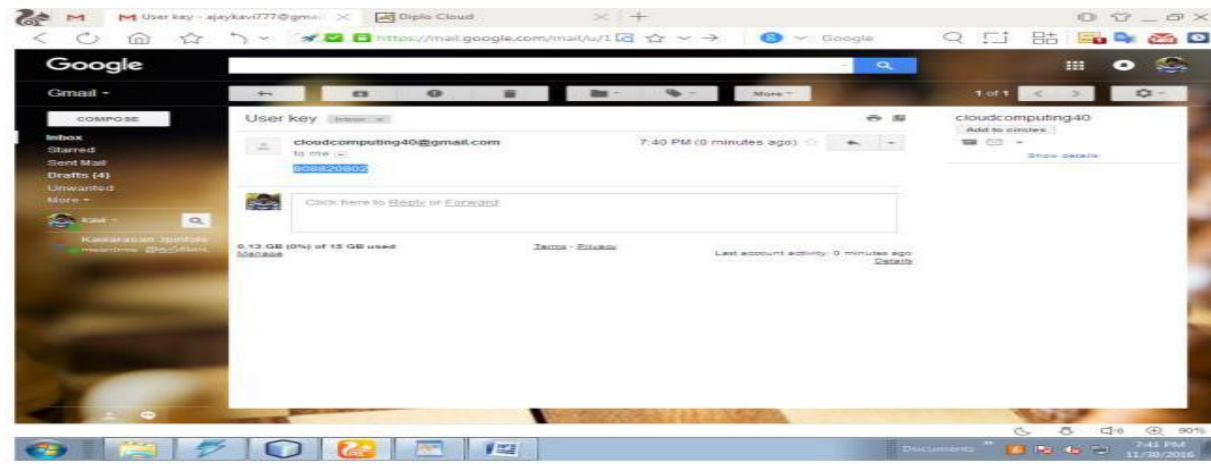 User key - ajaykavi777@gmai
Diplo Cloud
https://mail.google.com/mail/u/1
Google
Google
Gmail
More
1 of 1
COMPOSE
Inbox
Starred
Sent Mail
Drafts (4)
Unwanted
More
Kavi
User key
Inbox x
cloudcomputing40@gmail.com
7:40 PM (0 minutes ago)
to me
Click here to Reply or Forward
0.13 GB (0%) of 15 GB used
Manage
Terms - Privacy
Last account activity: 0 minutes ago
Details
cloudcomputing40
Add to circles
Show details
90%
Documents
7:41 PM
11/30/2016